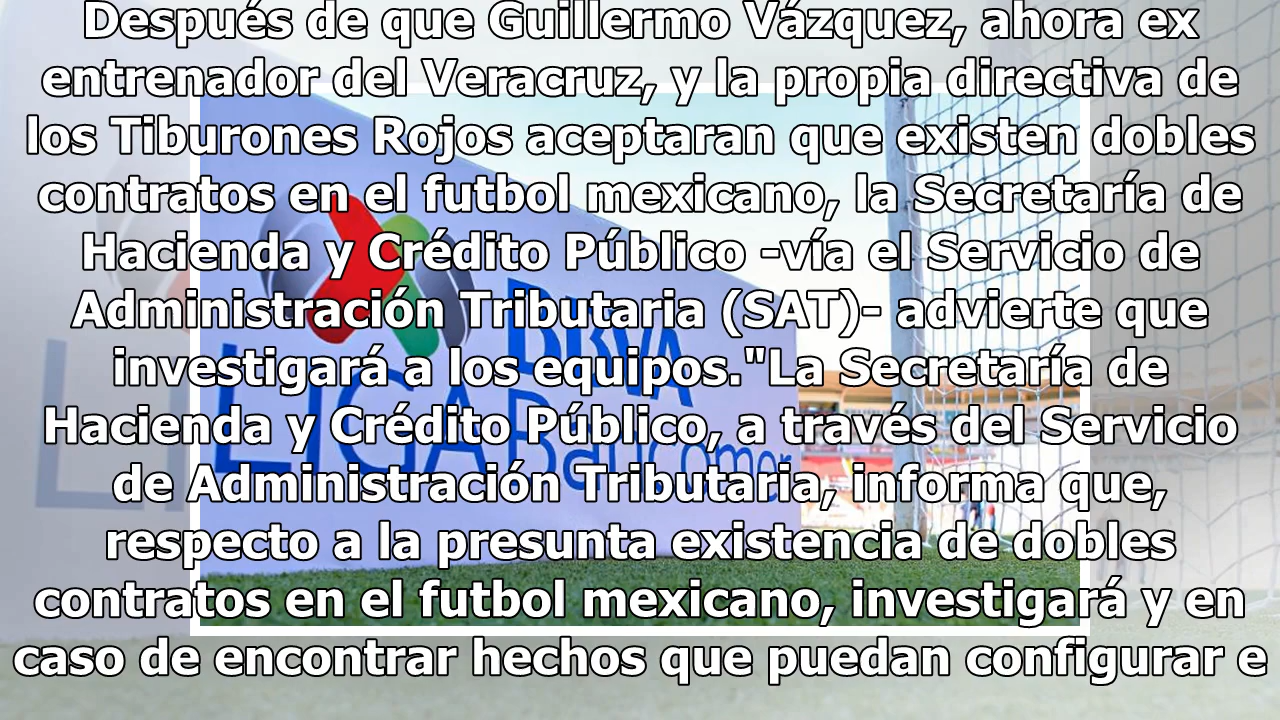 Después de que Guillermo Vázquez, ahora ex
entrenador del Veracruz, y la propia directiva de
los Tiburones Rojos aceptaran que existen dobles
contratos en el futbol mexicano, la Secretaría de
Hacienda y Crédito Público -vía el Servicio de
Administración Tributaria (SAT)- advierte que
investigará a los equipos."La Secretaría de
Hacienda y Crédito Público, a través del Servicio
de Administración Tributaria, informa que,
respecto a la presunta existencia de dobles
contratos en el futbol mexicano, investigará y en
caso de encontrar hechos que puedan configurar e
BBVA
LIGA Bancomer